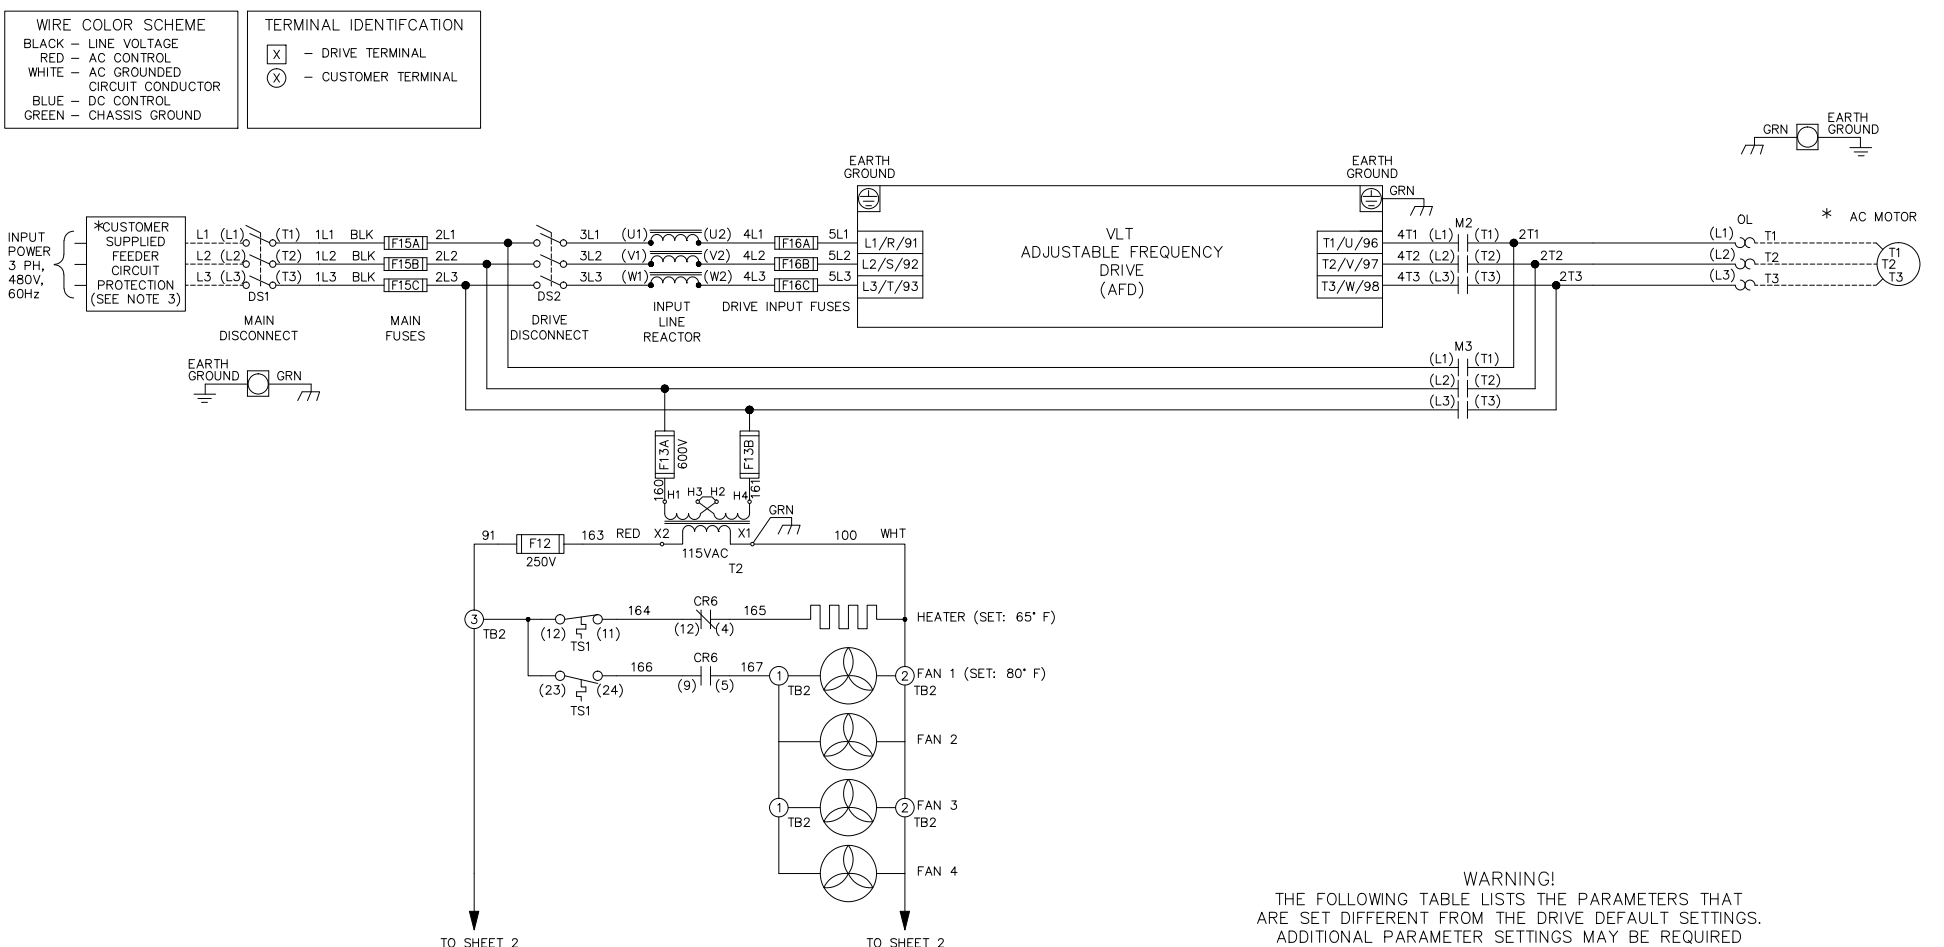 WIRE COLOR SCHEME
BLACK – LINE VOLTAGE
RED – AC CONTROL
WHITE – AC GROUNDED
CIRCUIT CONDUCTOR
BLUE – DC CONTROL
GREEN – CHASSIS GROUND
TERMINAL IDENTIFCATION
X – DRIVE TERMINAL
X – CUSTOMER TERMINAL
GRN
EARTH
GROUND
EARTH
GROUND
EARTH
GROUND
GRN
INPUT
POWER
3 PH,
480V,
60Hz
*CUSTOMER
SUPPLIED
FEEDER
CIRCUIT
PROTECTION
(SEE NOTE 3)
L1 (L1) (T1) 1L1 BLK F15A 2L1 3L1 (U1) (U2) 4L1 F16A 5L1 L1/R/91
L2 (L2) (T2) 1L2 BLK F15B 2L2 3L2 (V1) (V2) 4L2 F16B 5L2 L2/S/92
L3 (L3) (T3) 1L3 BLK F15C 2L3 3L3 (W1) (W2) 4L3 F16C 5L3 L3/T/93
DS1
MAIN
DISCONNECT
MAIN
FUSES
DS2
DRIVE
DISCONNECT
INPUT
LINE
REACTOR
DRIVE INPUT FUSES
VLT
ADJUSTABLE FREQUENCY
DRIVE
(AFD)
M2
OL
* AC MOTOR
T1/U/96 4T1 (L1) (T1) 2T1 (L1) T1
T2/V/97 4T2 (L2) (T2) 2T2 (L2) T2
T3/W/98 4T3 (L3) (T3) 2T3 (L3) T3
T1
T2
T3
M3
(L1) (T1)
(L2) (T2)
(L3) (T3)
EARTH
GROUND
GRN
F13A
600V
F13B
160
161
H1 H3 H2 H4
GRN
91 F12 163 RED X2 X1 100 WHT
250V
115VAC
T2
3
TB2
164 CR6 165
(12) (11) (12) (4)
TS1
HEATER (SET: 65° F)
166 CR6 167
(23) (24) (9) (5)
TS1
1
TB2
2
TB2
FAN 1 (SET: 80° F)
FAN 2
1
TB2
2
TB2
FAN 3
FAN 4
TO SHEET 2
TO SHEET 2
WARNING!
THE FOLLOWING TABLE LISTS THE PARAMETERS THAT
ARE SET DIFFERENT FROM THE DRIVE DEFAULT SETTINGS.
ADDITIONAL PARAMETER SETTINGS MAY BE REQUIRED